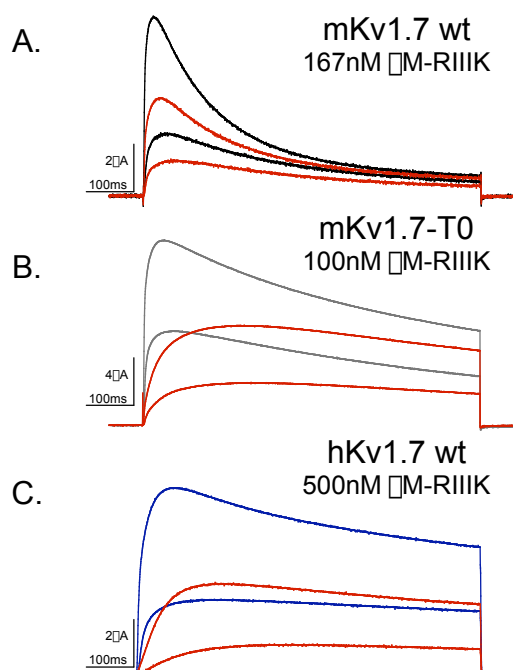 A.
mKv1.7 wt
167nM □M-RIIIK
2□A
100ms
B.
mKv1.7-T0
100nM □M-RIIIK
4□A
100ms
C.
hKv1.7 wt
500nM □M-RIIIK
2□A
100ms